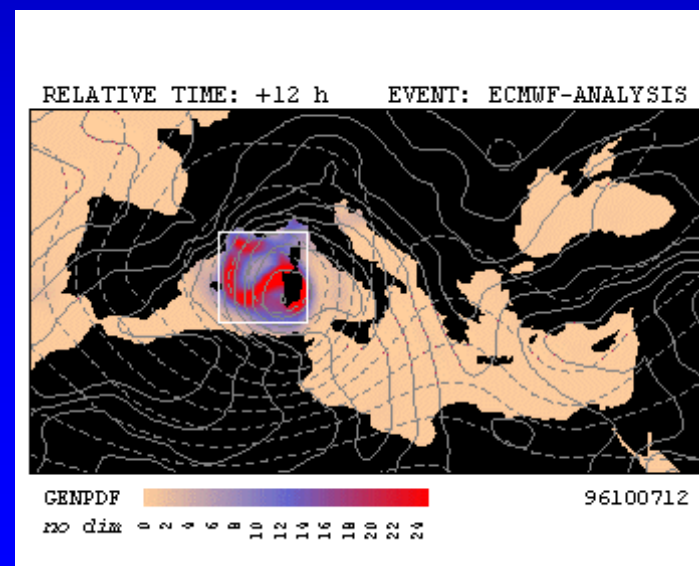 RELATIVE TIME: +12 h EVENT: ECMWF-ANALYSIS
GENPDF 96100712
no dim 0 2 4 6 8 10 12 14 16 18 20 22 24